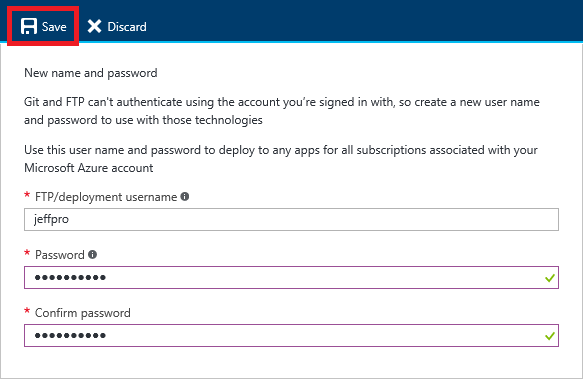 Save Discard
New name and password
Git and FTP can't authenticate using the account you're signed in with, so create a new user name
and password to use with those technologies
Use this user name and password to deploy to any apps for all subscriptions associated with your
Microsoft Azure account
* FTP/deployment username
jeffpro
* Password
••••••••••
* Confirm password
••••••••••